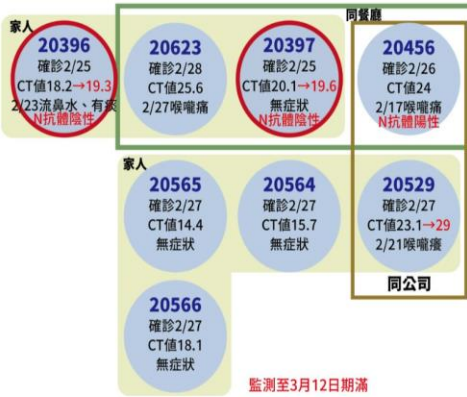 同餐廳
家人
20396
確診2/25
CT值18.2→19.3
2/23流鼻水、有痰
N抗體陰性
20623
確診2/28
CT值25.6
2/27喉嚨痛
20397
確診2/25
CT值20.1→19.6
無症狀
N抗體陰性
20456
確診2/26
CT值24
2/17喉嚨痛
N抗體陽性
家人
20565
確診2/27
CT值14.4
無症狀
20564
確診2/27
CT值15.7
無症狀
20529
確診2/27
CT值23.1→29
2/21喉嚨癢
同公司
20566
確診2/27
CT值18.1
無症狀
監測至3月12日期滿